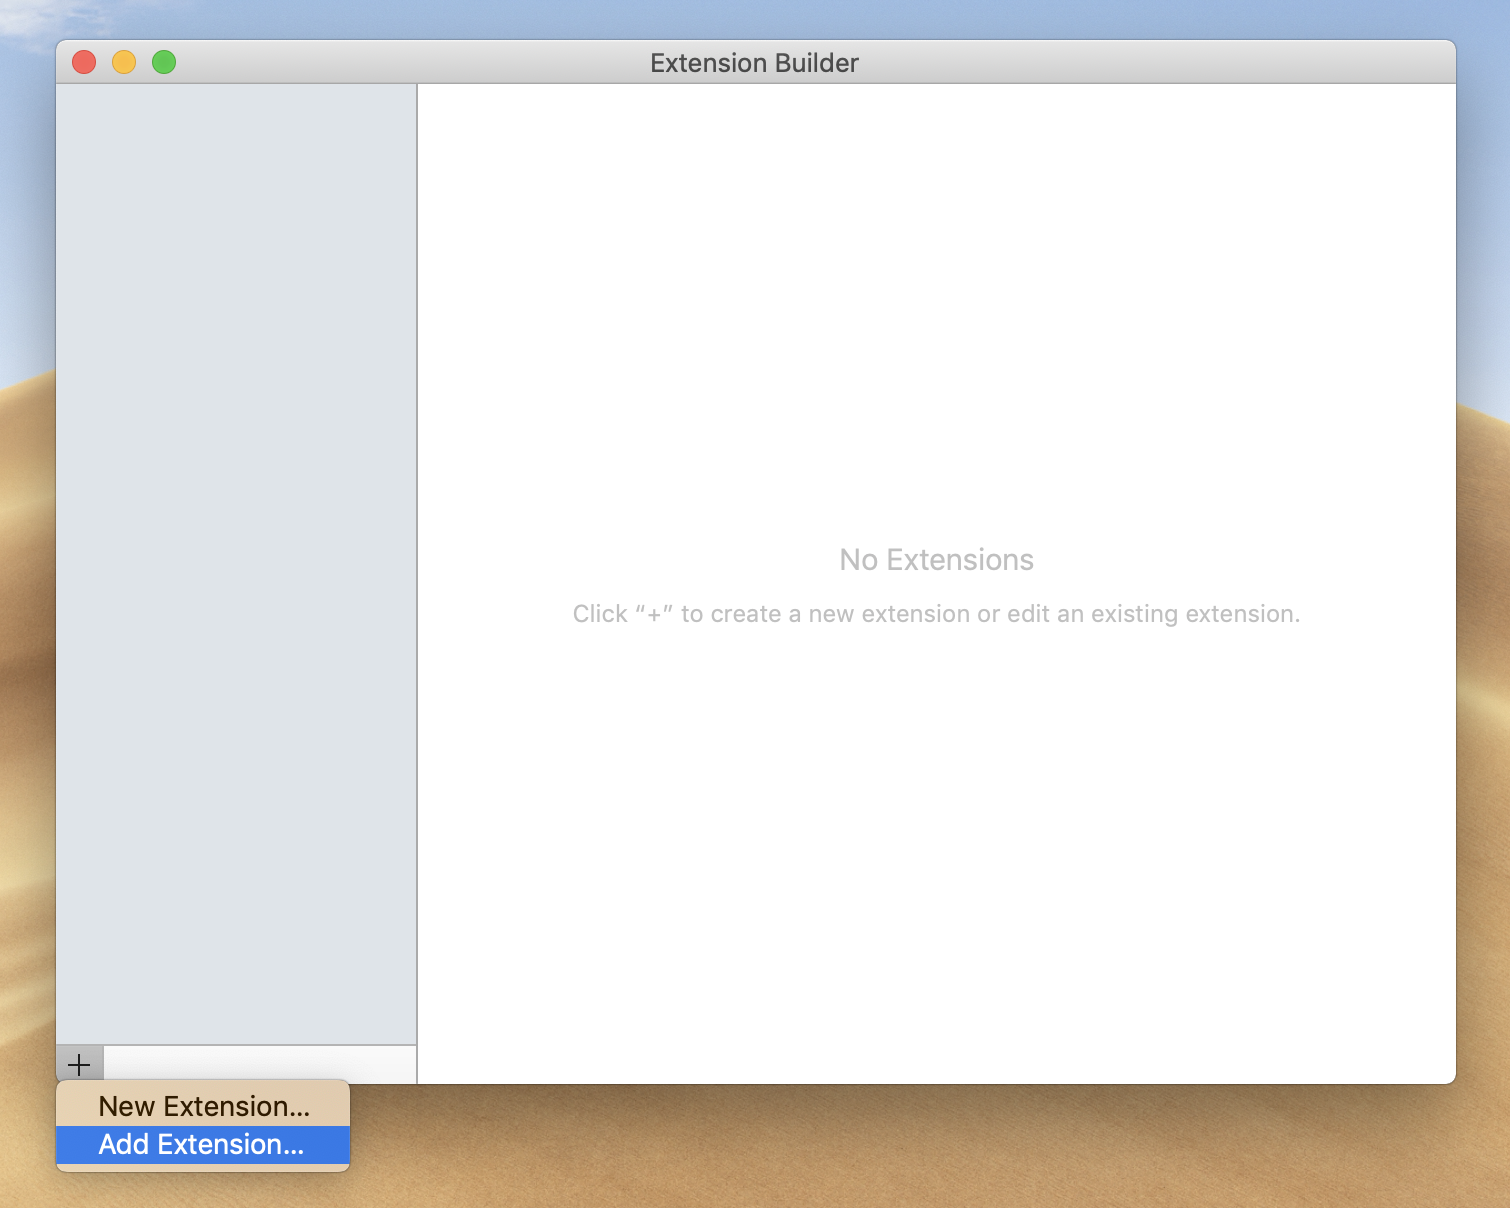 Extension Builder
No Extensions
Click “+” to create a new extension or edit an existing extension.
New Extension...
Add Extension...